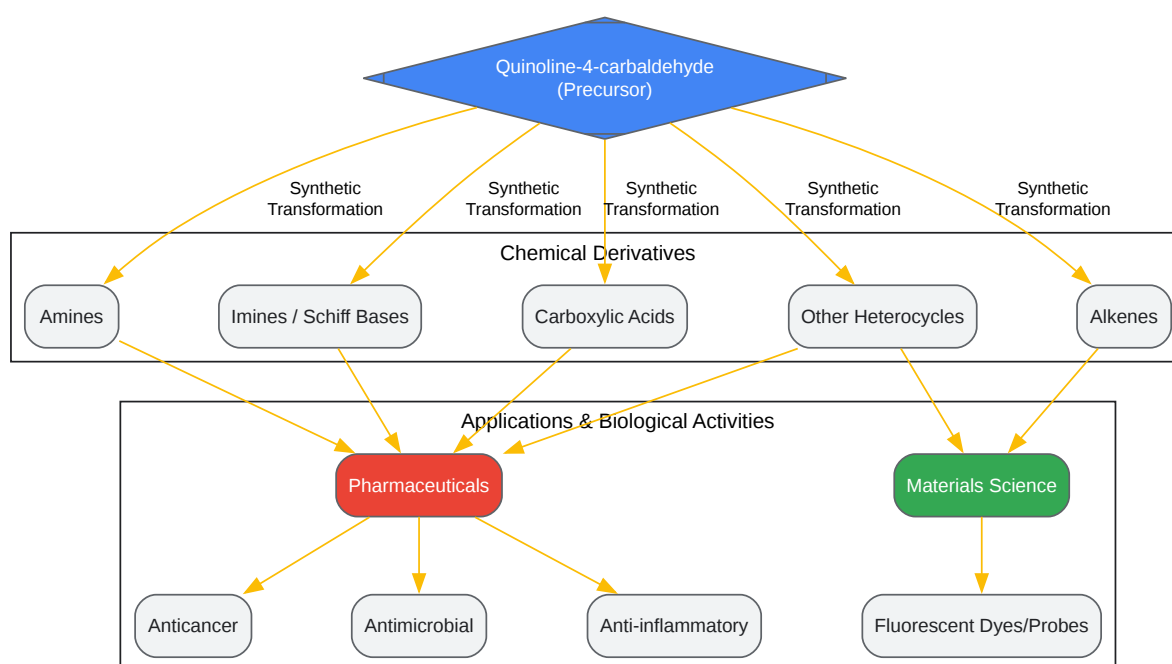 Quinoline-4-carbaldehyde
(Precursor)
Synthetic
Transformation
Synthetic
Transformation
Synthetic
Transformation
Synthetic
Transformation
Synthetic
Transformation
Chemical Derivatives
Amines
Imines / Schiff Bases
Carboxylic Acids
Other Heterocycles
Alkenes
Applications & Biological Activities
Pharmaceuticals
Materials Science
Anticancer
Antimicrobial
Anti-inflammatory
Fluorescent Dyes/Probes